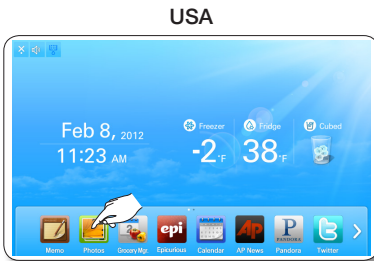 USA
Feb 8, 2012
11:23 AM
Freezer
-2°F
Fridge
38°F
Cubed
epi
AP
P
PANDORA
Memo
Photos
Grocery Mgr.
Epicurious
Calendar
AP News
Pandora
Twitter